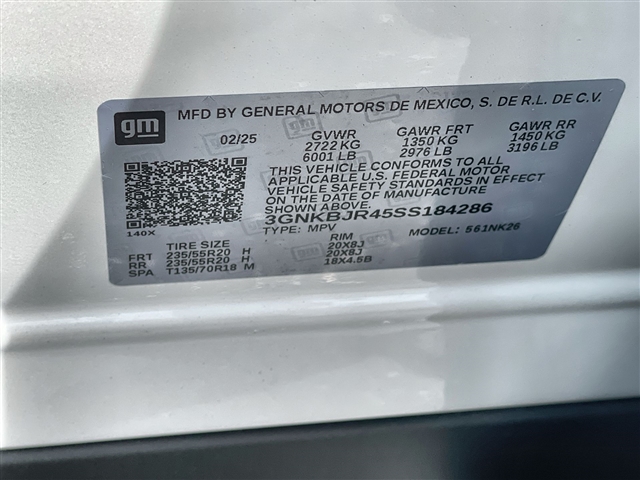 gm
MFD BY GENERAL MOTORS DE MEXICO, S. DE R.L. DE C.V.
02/25 GVWR GAWR FRT GAWR RR
2722 KG 1350 KG 1450 KG
6001 LB 2976 LB 3196 LB
THIS VEHICLE CONFORMS TO ALL
APPLICABLE U.S. FEDERAL MOTOR
VEHICLE SAFETY STANDARDS IN EFFECT
ON THE DATE OF MANUFACTURE
SHOWN ABOVE.
3GNKBJR45SS184286
140X TYPE: MPV MODEL: 561NK26
TIRE SIZE RIM
FRT 235/55R20 H 20X8J
RR 235/55R20 H 20X8J
SPA T135/70R18 M 18X4.5B